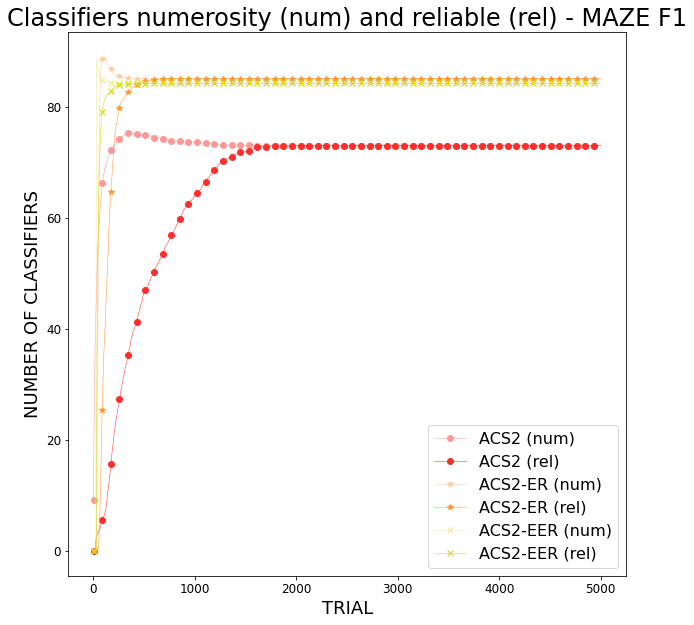 Classifiers numerosity (num) and reliable (rel) - MAZE F1
NUMBER OF CLASSIFIERS
80
60
40
20
0
0 1000 2000 3000 4000 5000
TRIAL
ACS2 (num)
ACS2 (rel)
ACS2-ER (num)
ACS2-ER (rel)
ACS2-EER (num)
ACS2-EER (rel)